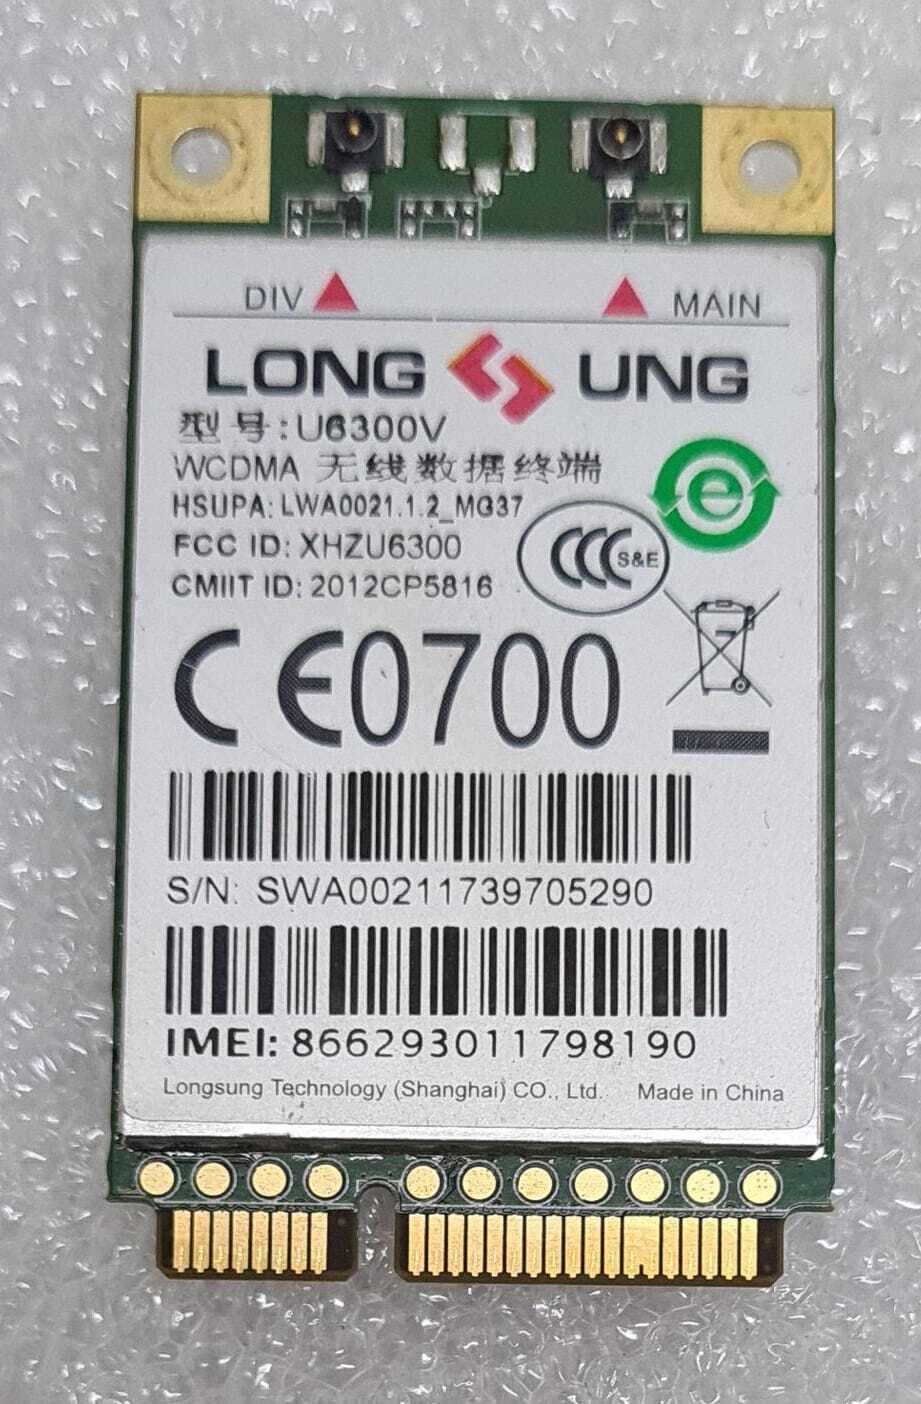 DIV MAIN
LONG UNG
型号:U6300V
WCDMA 无线数据终端
HSUPA: LWA0021.1.2_MG37
FCC ID: XHZU6300
CCC S&E
e
CMIIT ID: 2012CP5816
CE0700
S/N: SWA00211739705290
IMEI: 866293011798190
Longsung Technology (Shanghai) CO., Ltd. Made in China